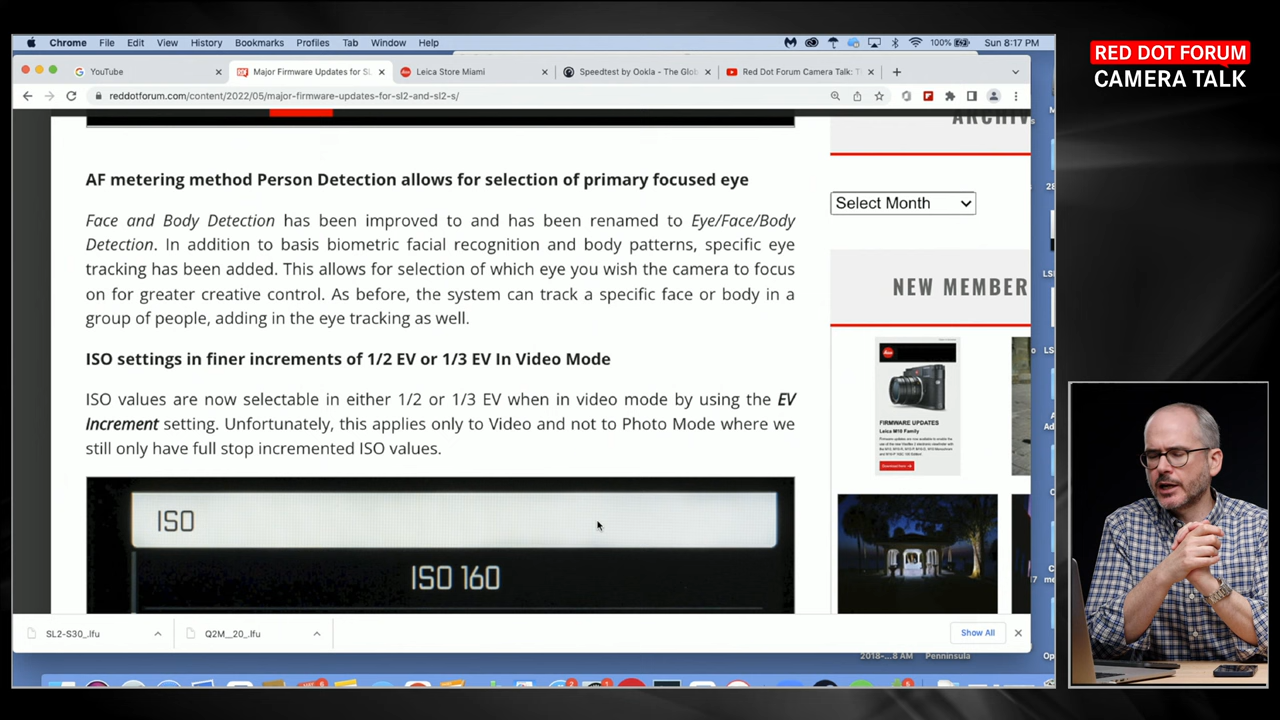 Chrome File Edit View History Bookmarks Profiles Tab Window Help 100% Sun 8:17 PM
RED DOT FORUM
CAMERA TALK
YouTube
Major Firmware Updates for SL
Leica Store Miami
Speedtest by Ookla - The Glob
Red Dot Forum Camera Talk: T
reddotforum.com/content/2022/05/major-firmware-updates-for-sl2-and-sl2-s/
ARCHIV
AF metering method Person Detection allows for selection of primary focused eye
Select Month
Face and Body Detection has been improved to and has been renamed to Eye/Face/Body
Detection. In addition to basis biometric facial recognition and body patterns, specific eye
tracking has been added. This allows for selection of which eye you wish the camera to focus
on for greater creative control. As before, the system can track a specific face or body in a
group of people, adding in the eye tracking as well.
NEW MEMBER
ISO settings in finer increments of 1/2 EV or 1/3 EV In Video Mode
ISO values are now selectable in either 1/2 or 1/3 EV when in video mode by using the EV
Increment setting. Unfortunately, this applies only to Video and not to Photo Mode where we
still only have full stop incremented ISO values.
FIRMWARE UPDATES
Leica M10 Family
ISO
ISO 160
SL2-S30_.lfu
Q2M__20_.lfu
Show All
2018-...8 AM
Peninsula